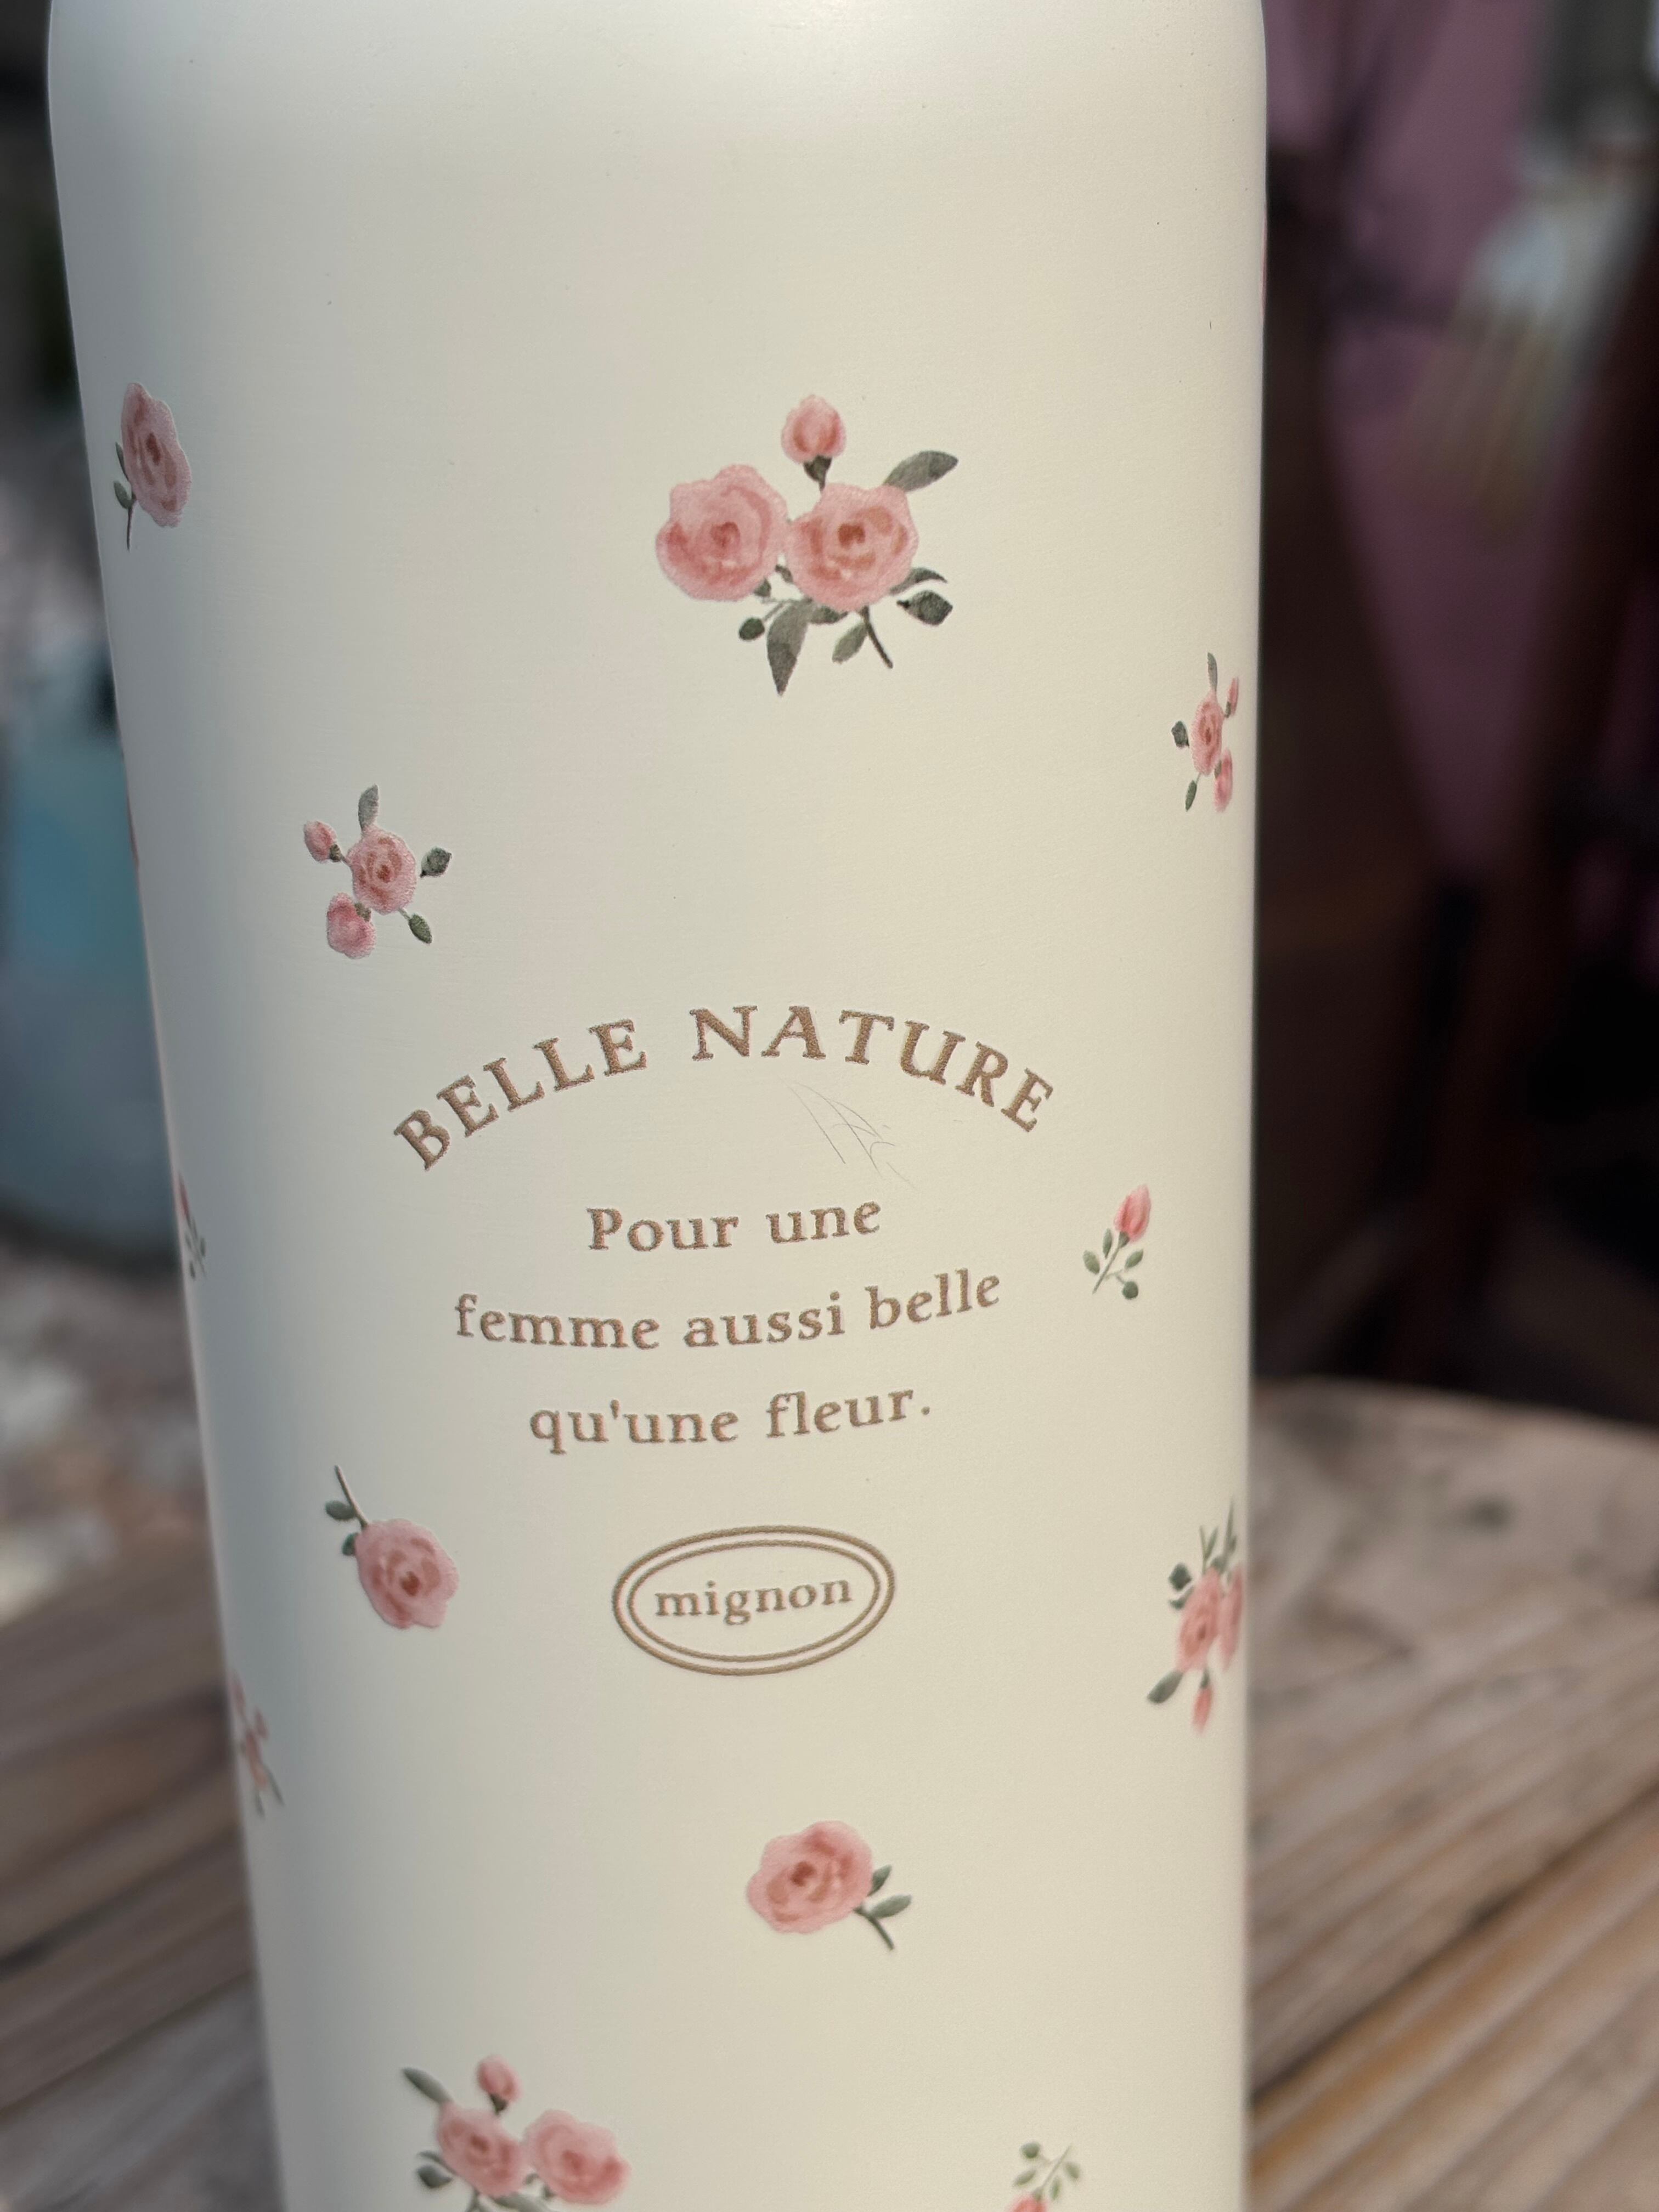 BELLE NATURE
Pour une
femme aussi belle
qu'une fleur.
mignon